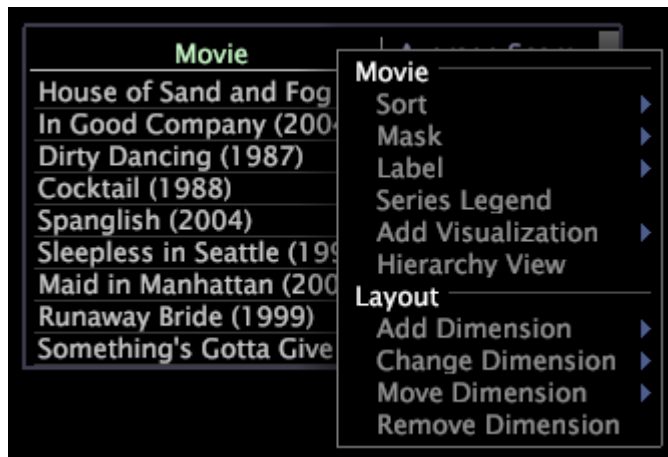 Movie
House of Sand and Fog
In Good Company (200
Dirty Dancing (1987)
Cocktail (1988)
Spanglish (2004)
Sleepless in Seattle (199
Maid in Manhattan (200
Runaway Bride (1999)
Something's Gotta Give
Movie
Sort
Mask
Label
Series Legend
Add Visualization
Hierarchy View
Layout
Add Dimension
Change Dimension
Move Dimension
Remove Dimension